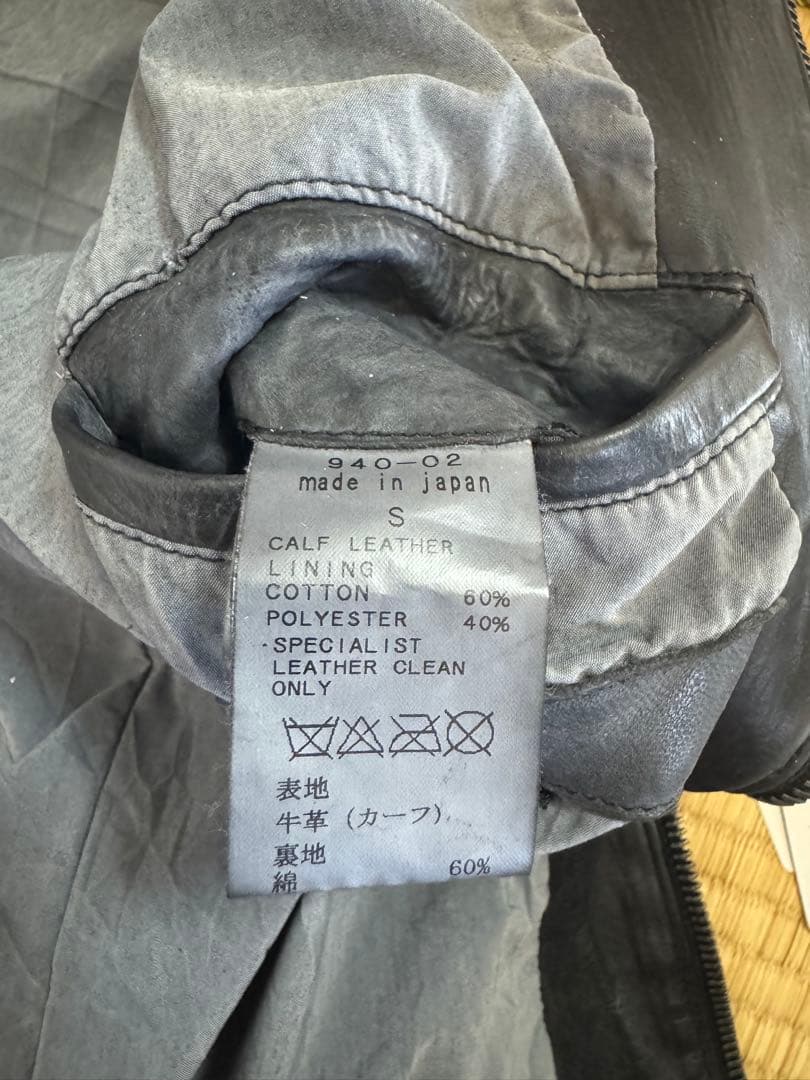 940-02
made in japan
S
CALF LEATHER
LINING
COTTON 60%
POLYESTER 40%
·SPECIALIST
LEATHER CLEAN
ONLY
表地
牛革 (カーフ)
裏地
綿 60%